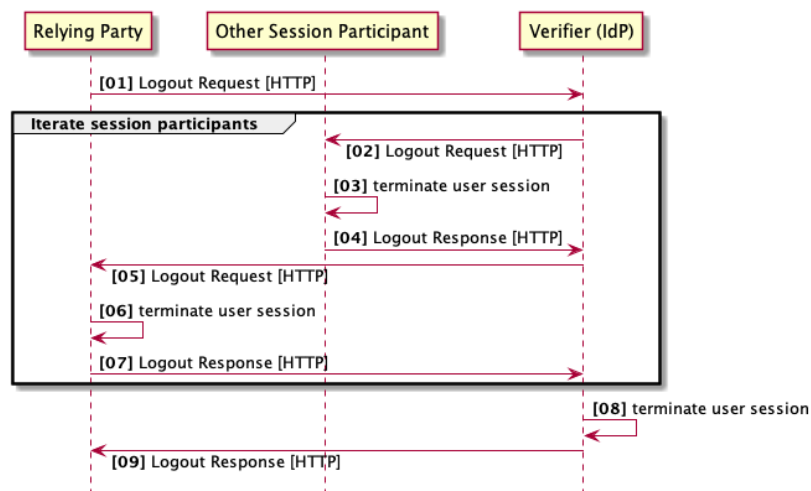 Relying Party
Other Session Participant
Verifier (IdP)
[01] Logout Request [HTTP]
Iterate session participants
[02] Logout Request [HTTP]
[03] terminate user session
[04] Logout Response [HTTP]
[05] Logout Request [HTTP]
[06] terminate user session
[07] Logout Response [HTTP]
[08] terminate user session
[09] Logout Response [HTTP]